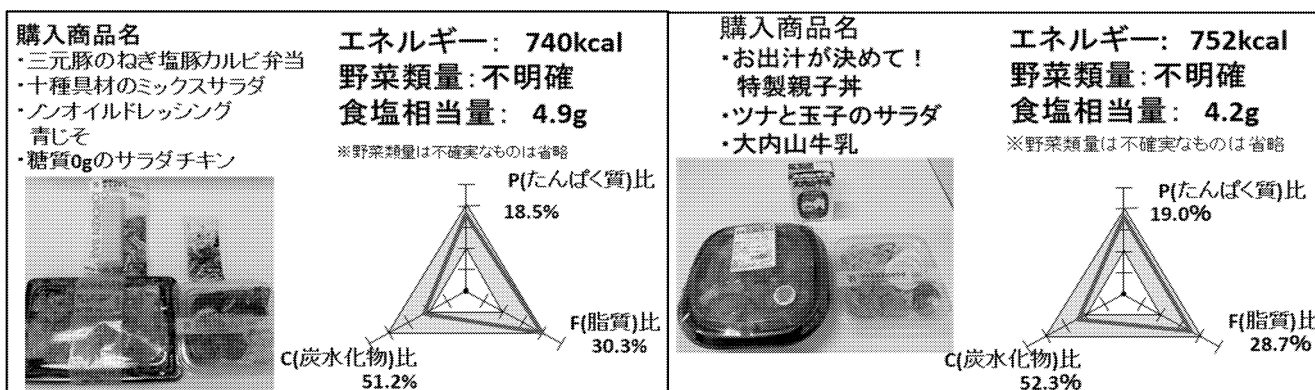 購入商品名
・三元豚のねぎ塩豚カルビ弁当
・十種具材のミックスサラダ
・ノンオイルドレッシング
青じそ
・糖質0gのサラダチキン
エネルギー： 740kcal
野菜類量：不明確
食塩相当量： 4.9g
※野菜類量は不確実なものは省略
P(たんぱく質)比
18.5%
F(脂質)比
30.3%
C(炭水化物)比
51.2%
購入商品名
・お出汁が決めて！
特製親子丼
・ツナと玉子のサラダ
・大内山牛乳
エネルギー： 752kcal
野菜類量：不明確
食塩相当量： 4.2g
※野菜類量は不確実なものは省略
P(たんぱく質)比
19.0%
F(脂質)比
28.7%
C(炭水化物)比
52.3%